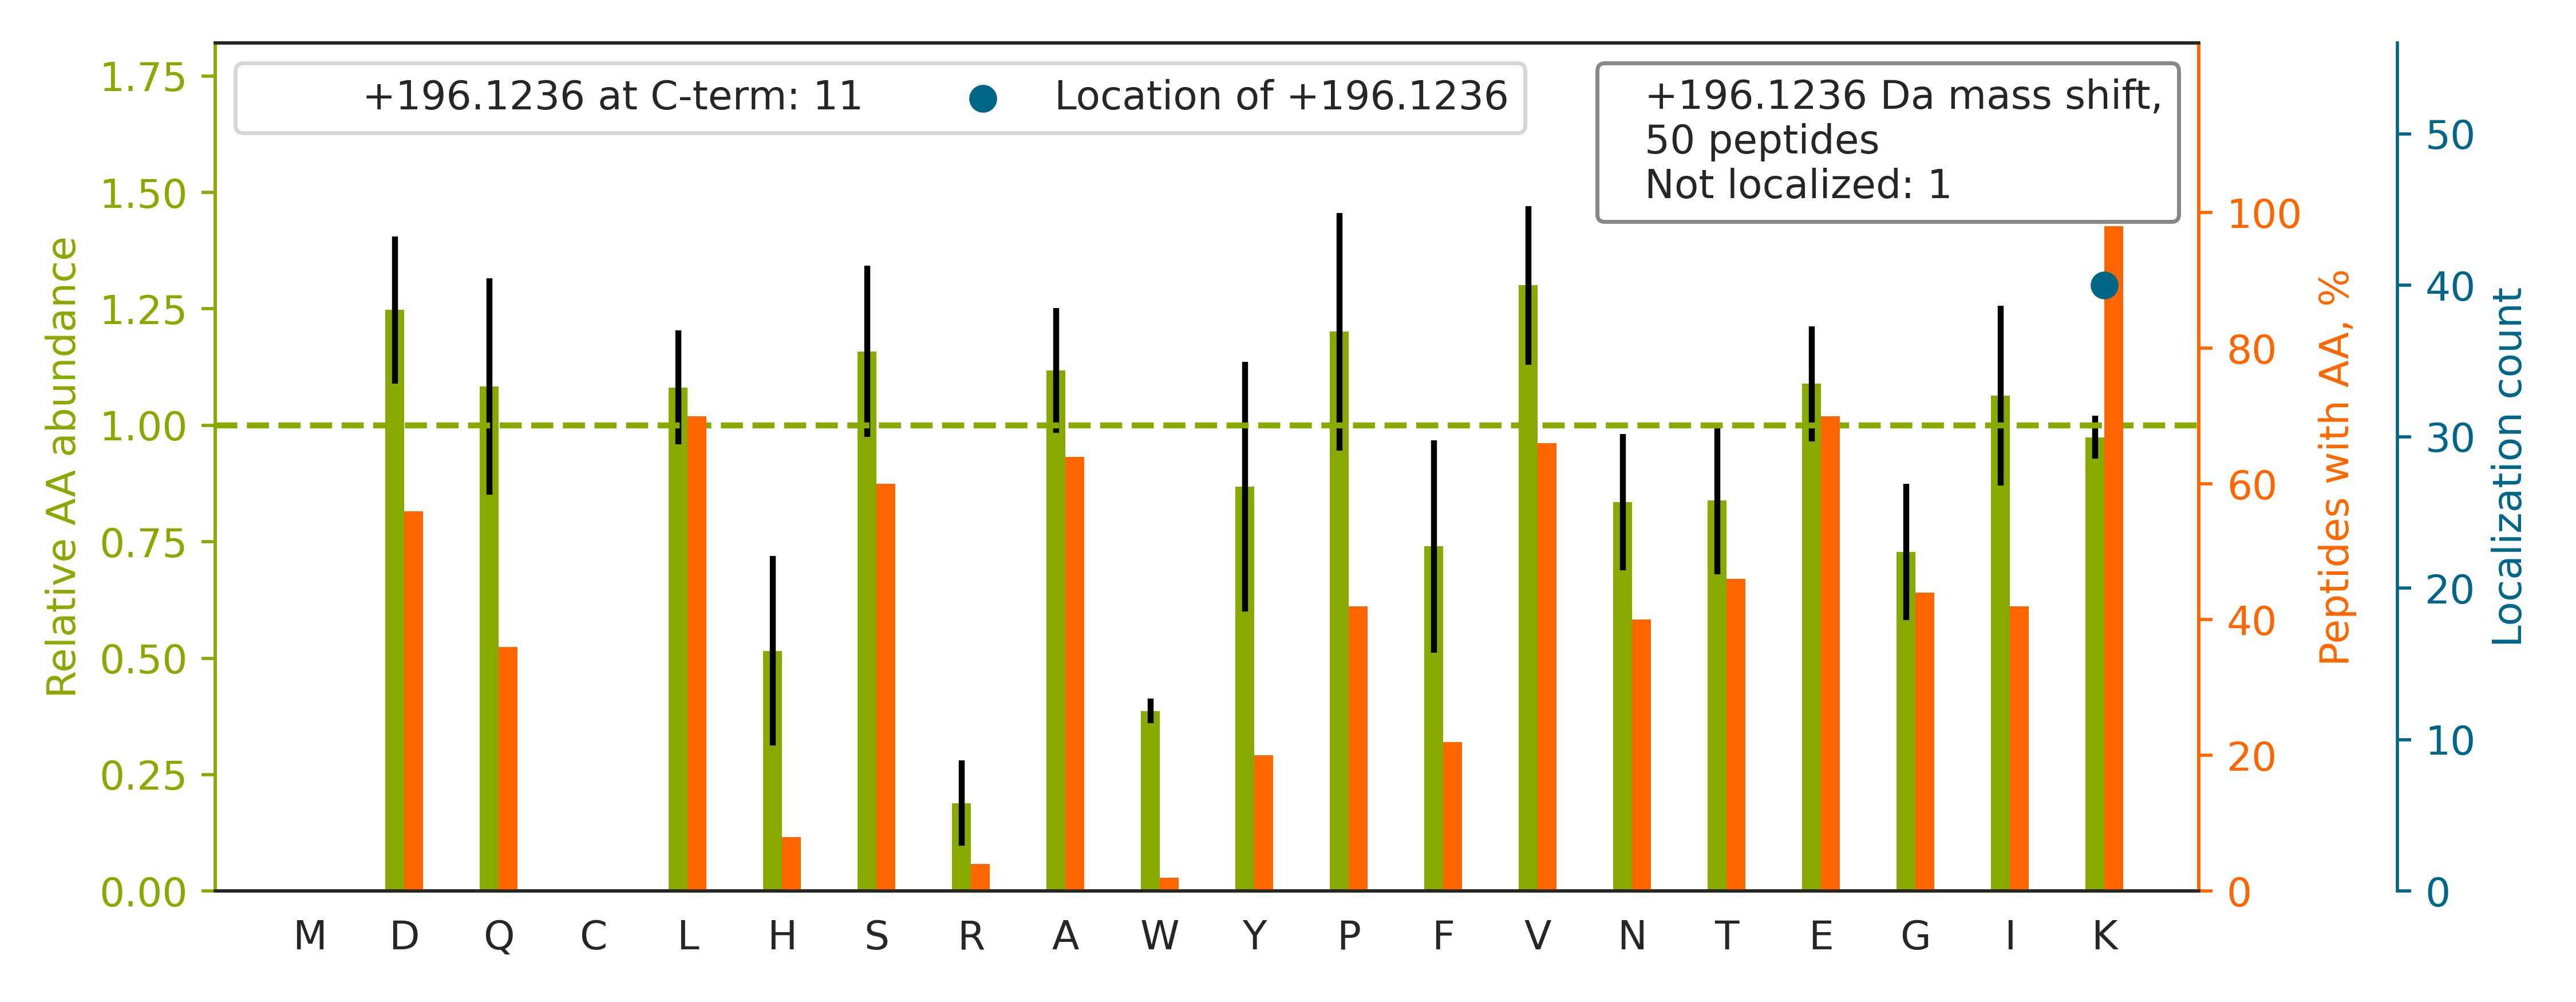 +196.1236 at C-term: 11
Location of +196.1236
+196.1236 Da mass shift,
50 peptides
Not localized: 1
Relative AA abundance
1.75
1.50
1.25
1.00
0.75
0.50
0.25
0.00
M D Q C L H S R A W Y P F V N T E G I K
100
80
60
40
20
0
Peptides with AA, %
50
40
30
20
10
0
Localization count